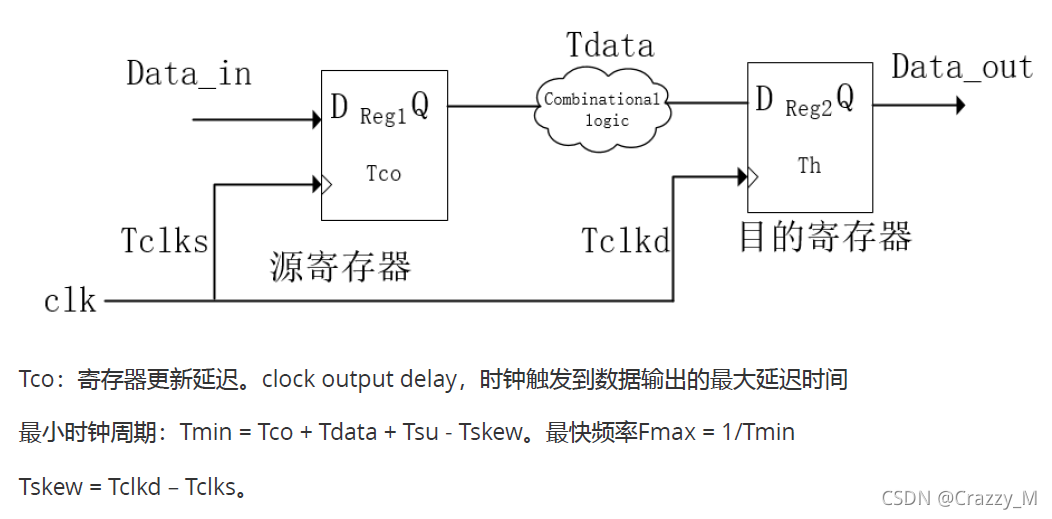 Tdata
Data_in
Data_out
D Reg1 Q
Combinational
logic
D Reg2 Q
Tco
Th
Tclks
Tclkd
目的寄存器
源寄存器
clk
Tco：寄存器更新延迟。clock output delay，时钟触发到数据输出的最大延迟时间
最小时钟周期：Tmin = Tco + Tdata + Tsu - Tskew。最快频率Fmax = 1/Tmin
Tskew = Tclkd – Tclks。
CSDN @Crazzy_M